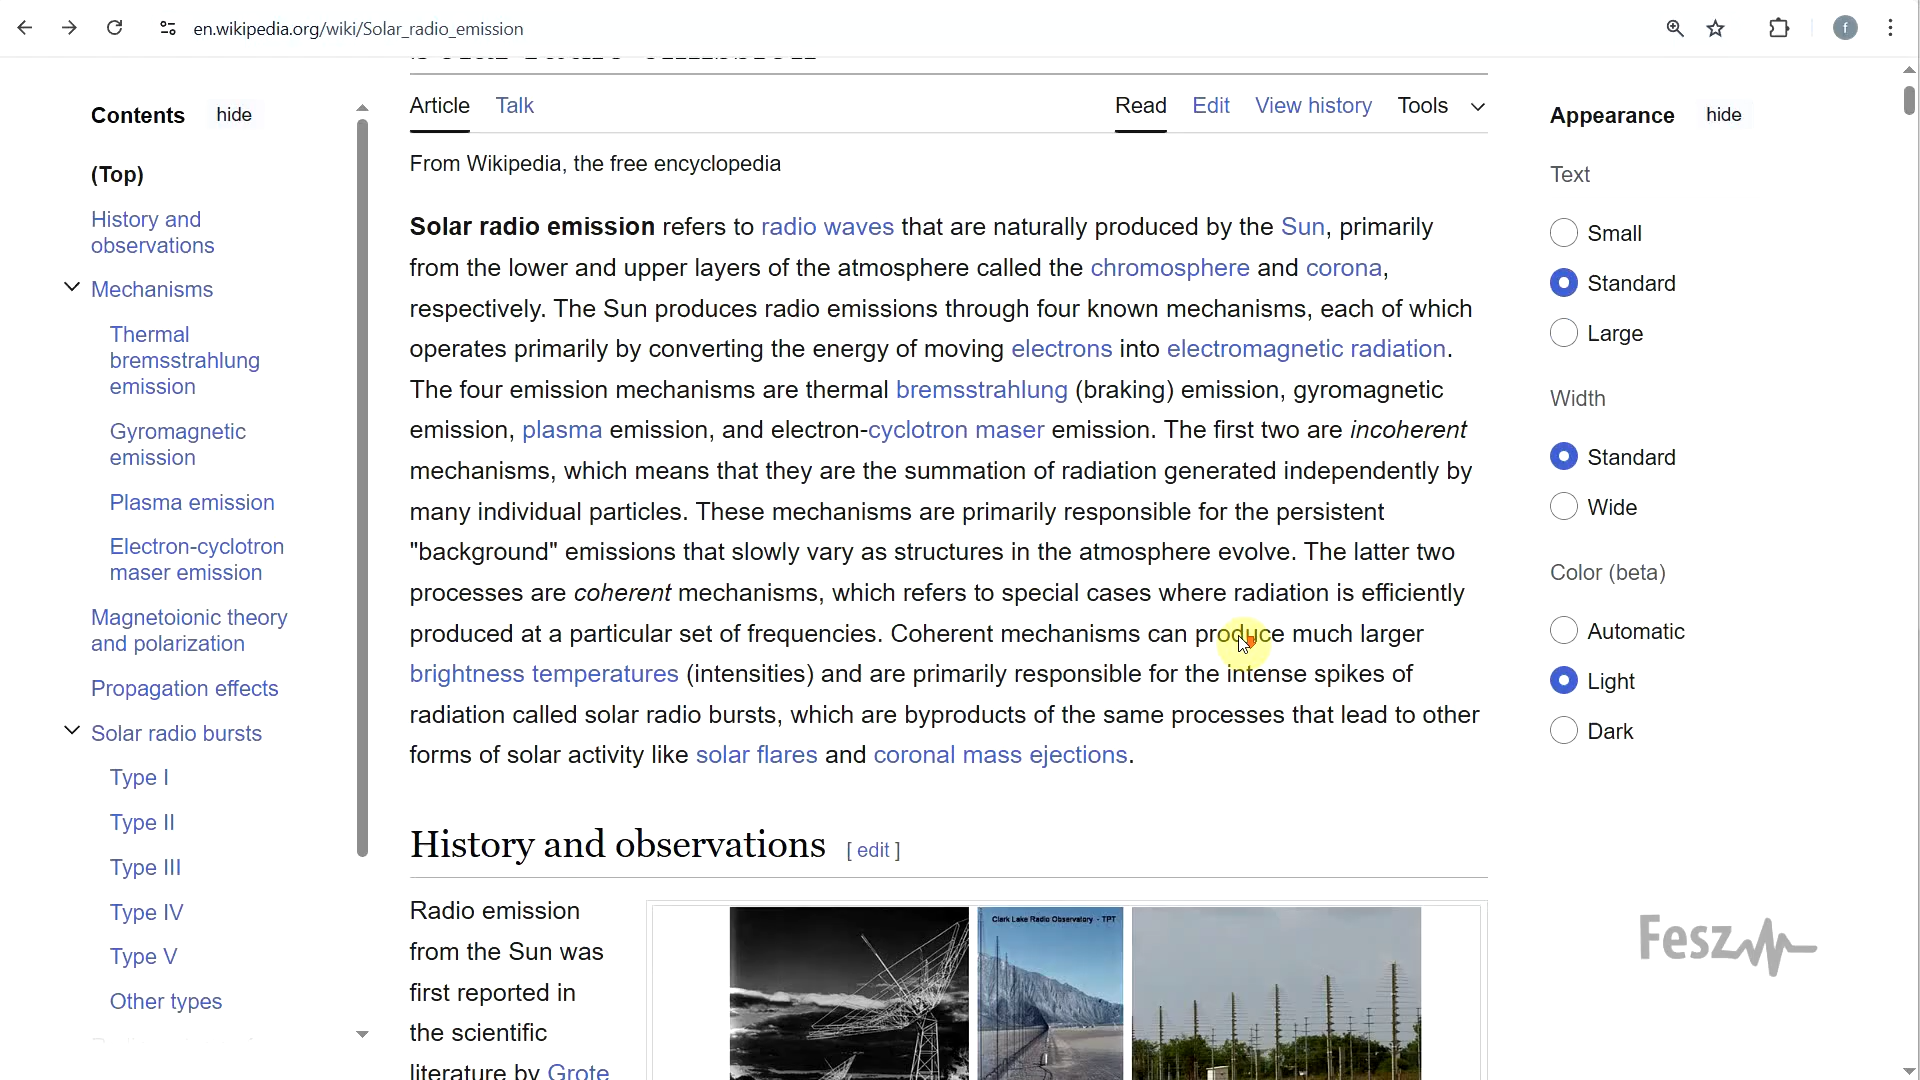 en.wikipedia.org/wiki/Solar_radio_emission
f
Contents hide
(Top)
History and
observations
Mechanisms
Thermal
bremsstrahlung
emission
Gyromagnetic
emission
Plasma emission
Electron-cyclotron
maser emission
Magnetoionic theory
and polarization
Propagation effects
Solar radio bursts
Type I
Type II
Type III
Type IV
Type V
Other types
Article Talk Read Edit View history Tools
From Wikipedia, the free encyclopedia
Solar radio emission refers to radio waves that are naturally produced by the Sun, primarily
from the lower and upper layers of the atmosphere called the chromosphere and corona,
respectively. The Sun produces radio emissions through four known mechanisms, each of which
operates primarily by converting the energy of moving electrons into electromagnetic radiation.
The four emission mechanisms are thermal bremsstrahlung (braking) emission, gyromagnetic
emission, plasma emission, and electron-cyclotron maser emission. The first two are incoherent
mechanisms, which means that they are the summation of radiation generated independently by
many individual particles. These mechanisms are primarily responsible for the persistent
"background" emissions that slowly vary as structures in the atmosphere evolve. The latter two
processes are coherent mechanisms, which refers to special cases where radiation is efficiently
produced at a particular set of frequencies. Coherent mechanisms can produce much larger
brightness temperatures (intensities) and are primarily responsible for the intense spikes of
radiation called solar radio bursts, which are byproducts of the same processes that lead to other
forms of solar activity like solar flares and coronal mass ejections.
History and observations [ edit ]
Radio emission
from the Sun was
first reported in
the scientific
literature by Grote
Clark Lake Radio Observatory - TPT
Appearance hide
Text
Small
Standard
Large
Width
Standard
Wide
Color (beta)
Automatic
Light
Dark
Fesz